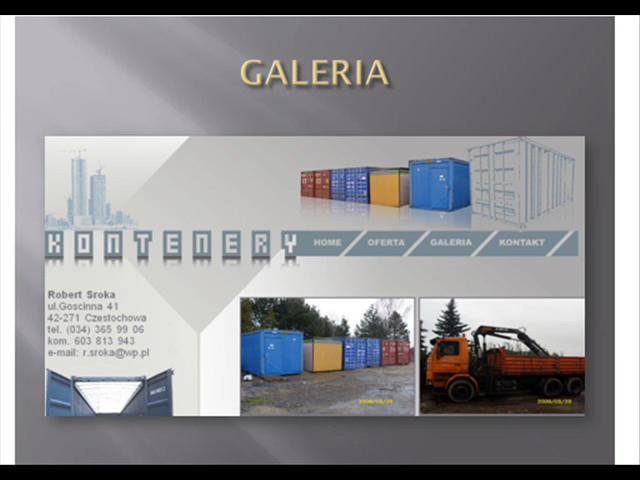 GALERIA
KONTENERY
HOME OFERTA GALERIA KONTAKT
Robert Sroka
ul.Goscinna 41
42-271 Czestochowa
tel. (034) 365 99 06
kom. 603 813 943
e-mail: r.sroka@wp.pl